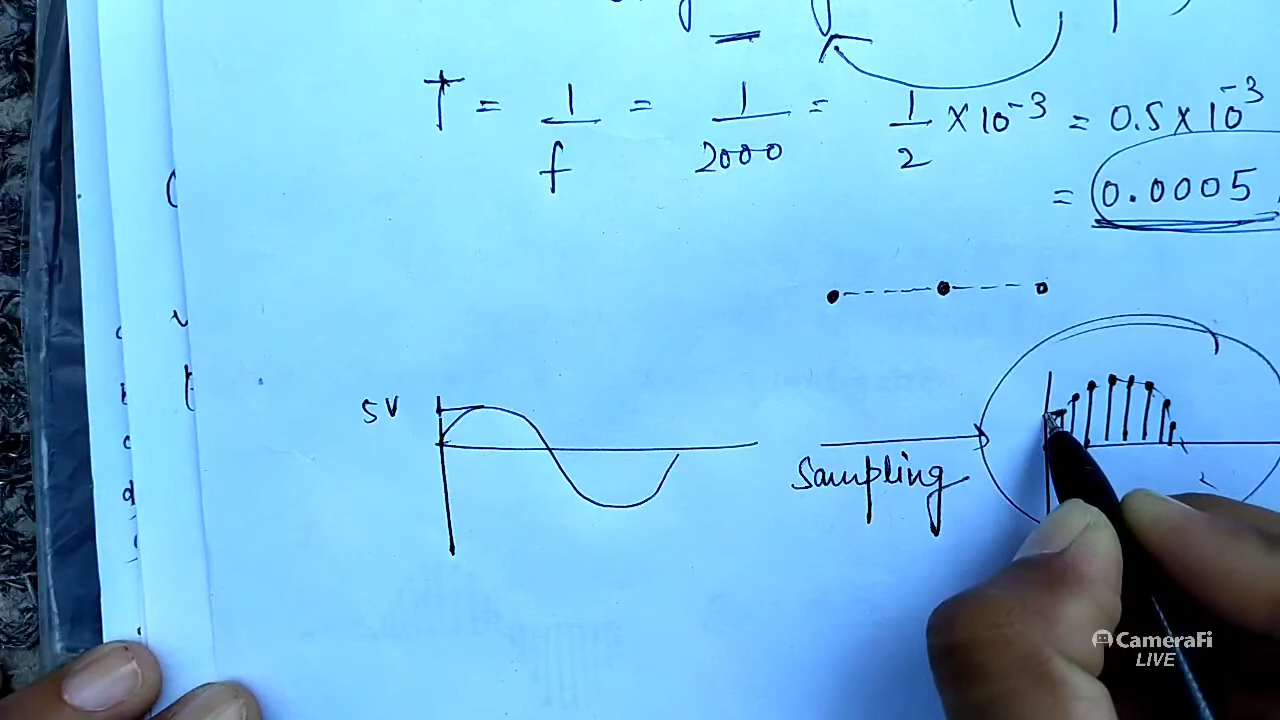 T = 1/f = 1/2000 = 1/2 × 10⁻³ = 0.5 × 10⁻³
= 0.0005
5V
Sampling
CameraFi
LIVE